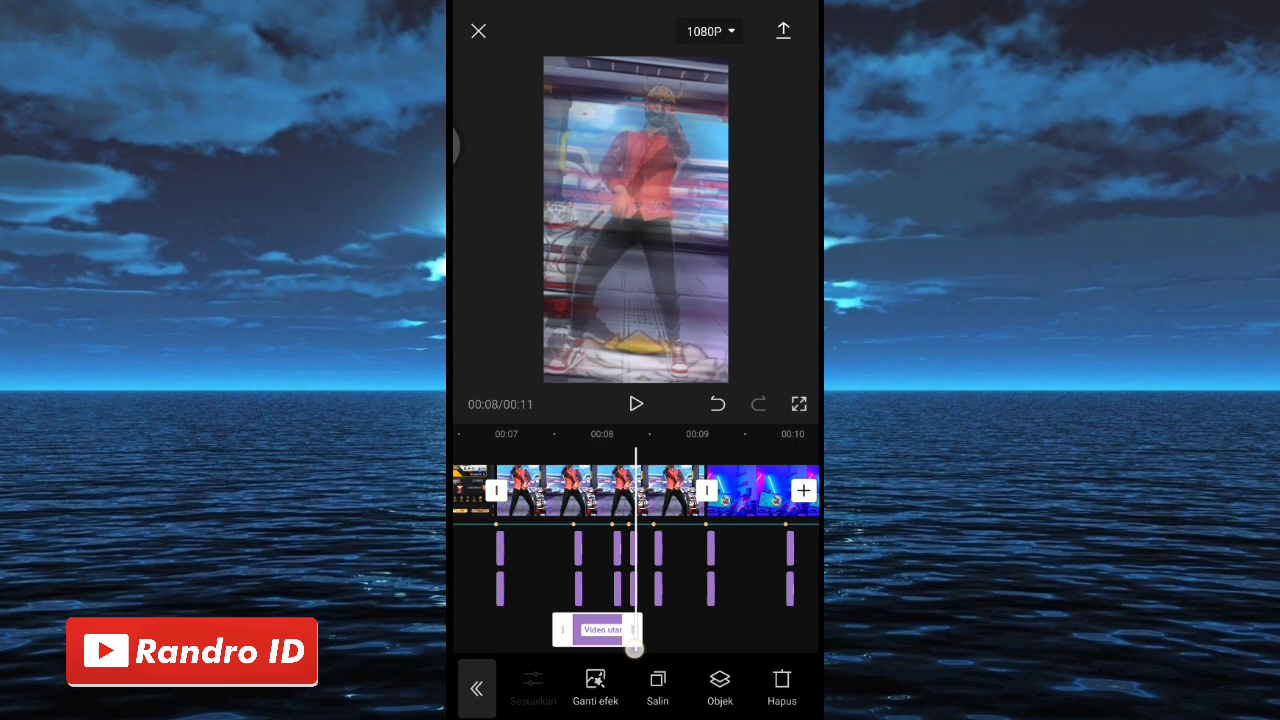 1080P
00:08/00:11
00:07
00:08
00:09
00:10
Video utar
Randro ID
Sesuaikan
Ganti efek
Salin
Objek
Hapus